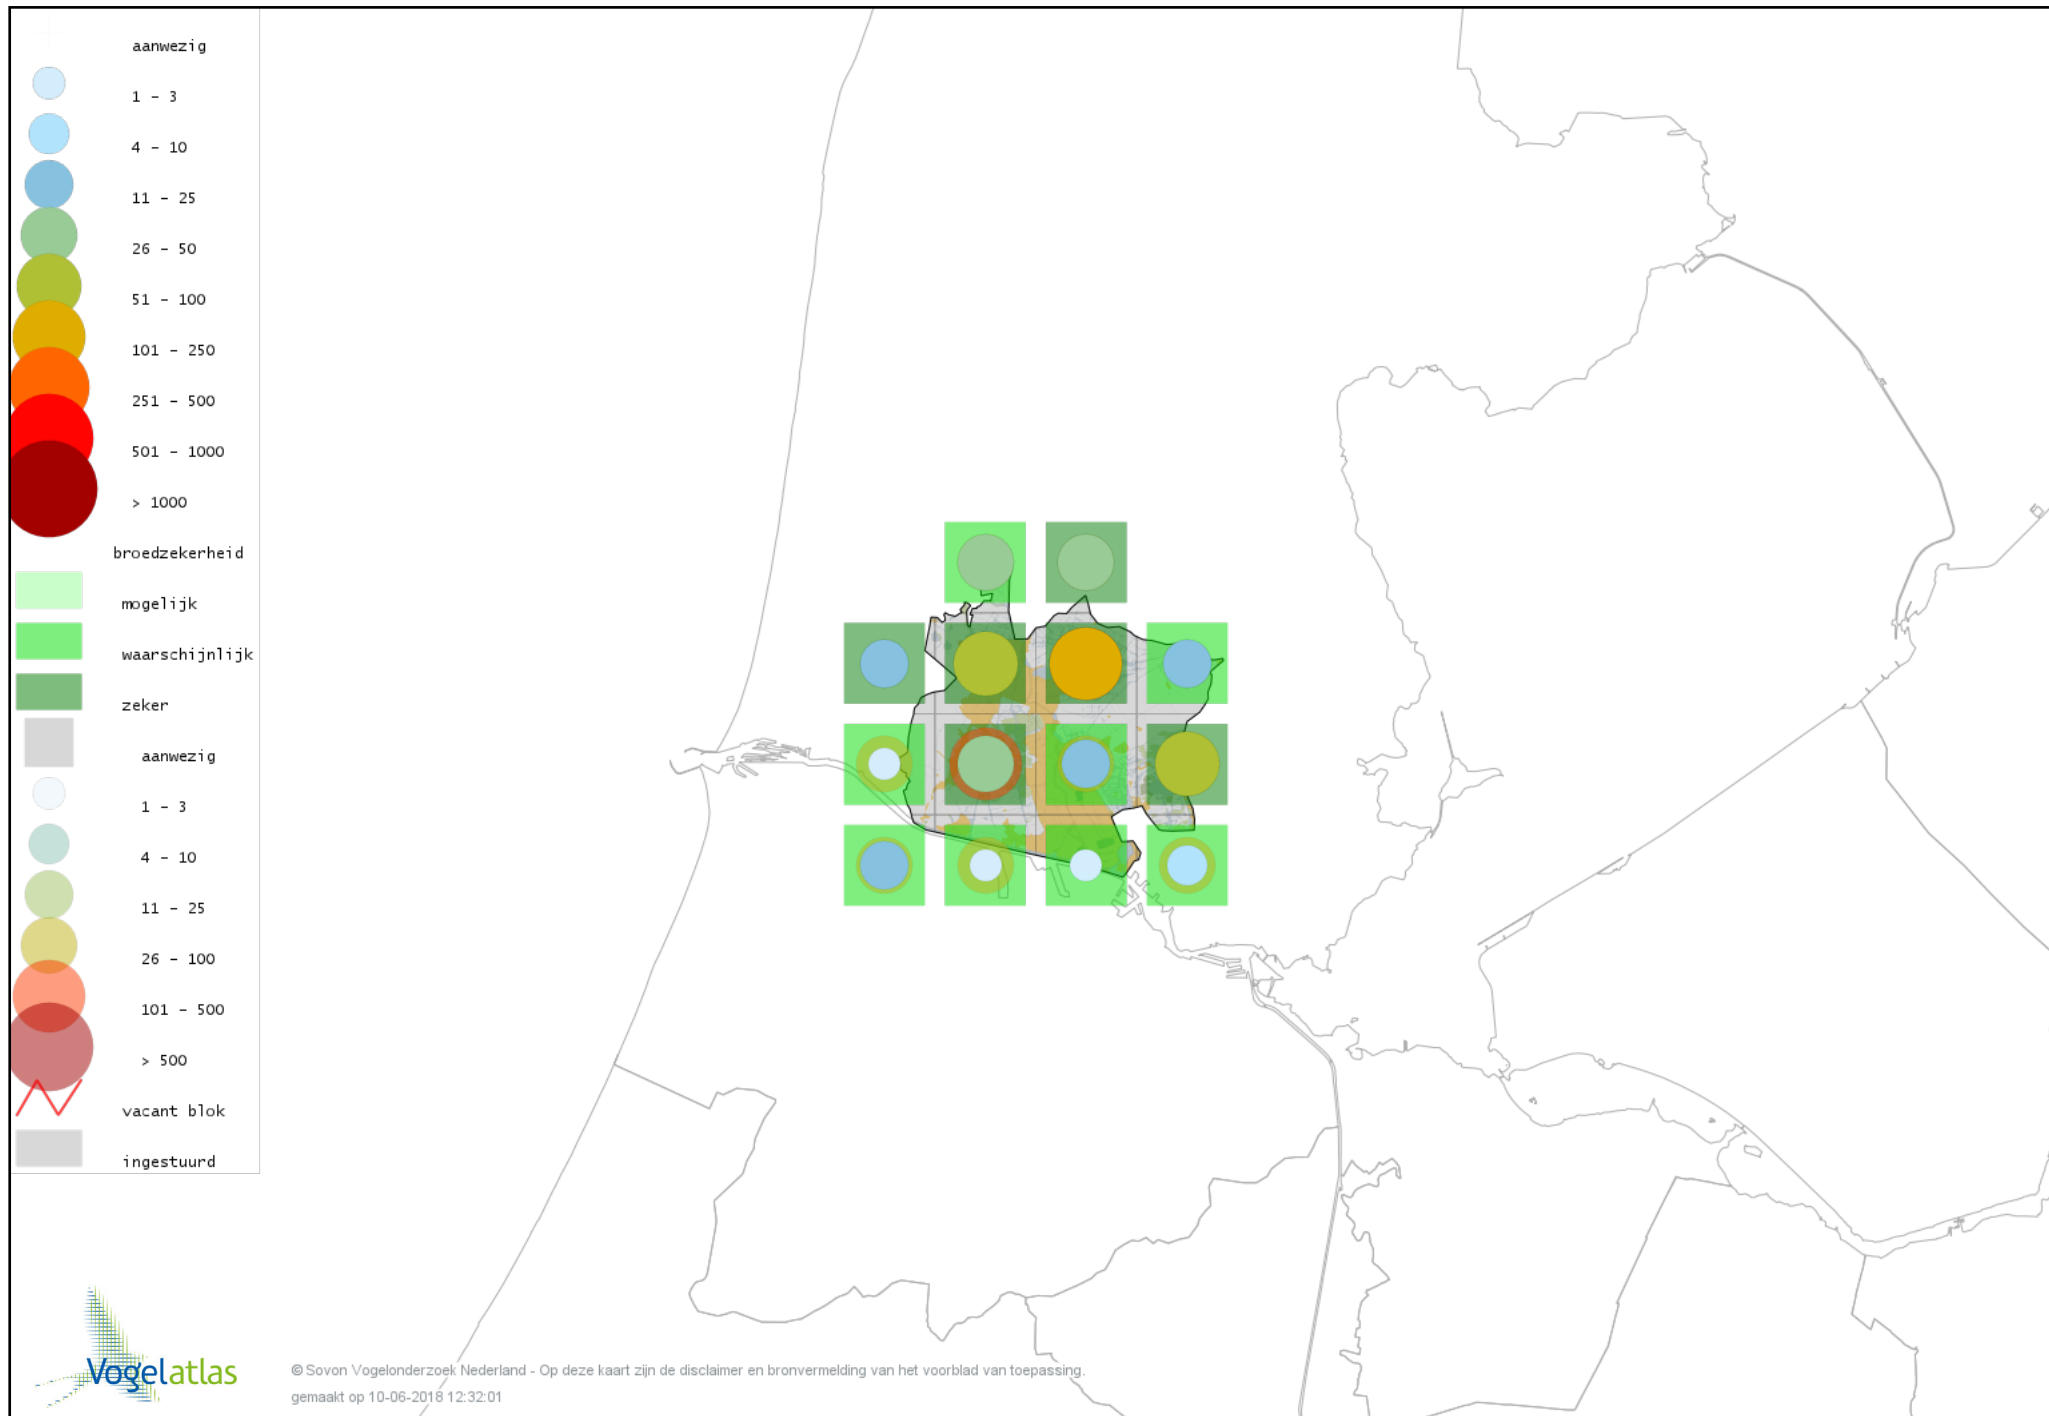 aanwezig
1 - 3
4 - 10
11 - 25
26 - 50
51 - 100
101 - 250
251 - 500
501 - 1000
> 1000
broedzekerheid
mogelijk
waarschijnlijk
zeker
aanwezig
1 - 3
4 - 10
11 - 25
26 - 100
101 - 500
> 500
vacant blok
ingestuurd
Vogelatlas
© Sovon Vogelonderzoek Nederland - Op deze kaart zijn de disclaimer en bronvermelding van het voorblad van toepassing.
gemaakt op 10-06-2018 12:32:01